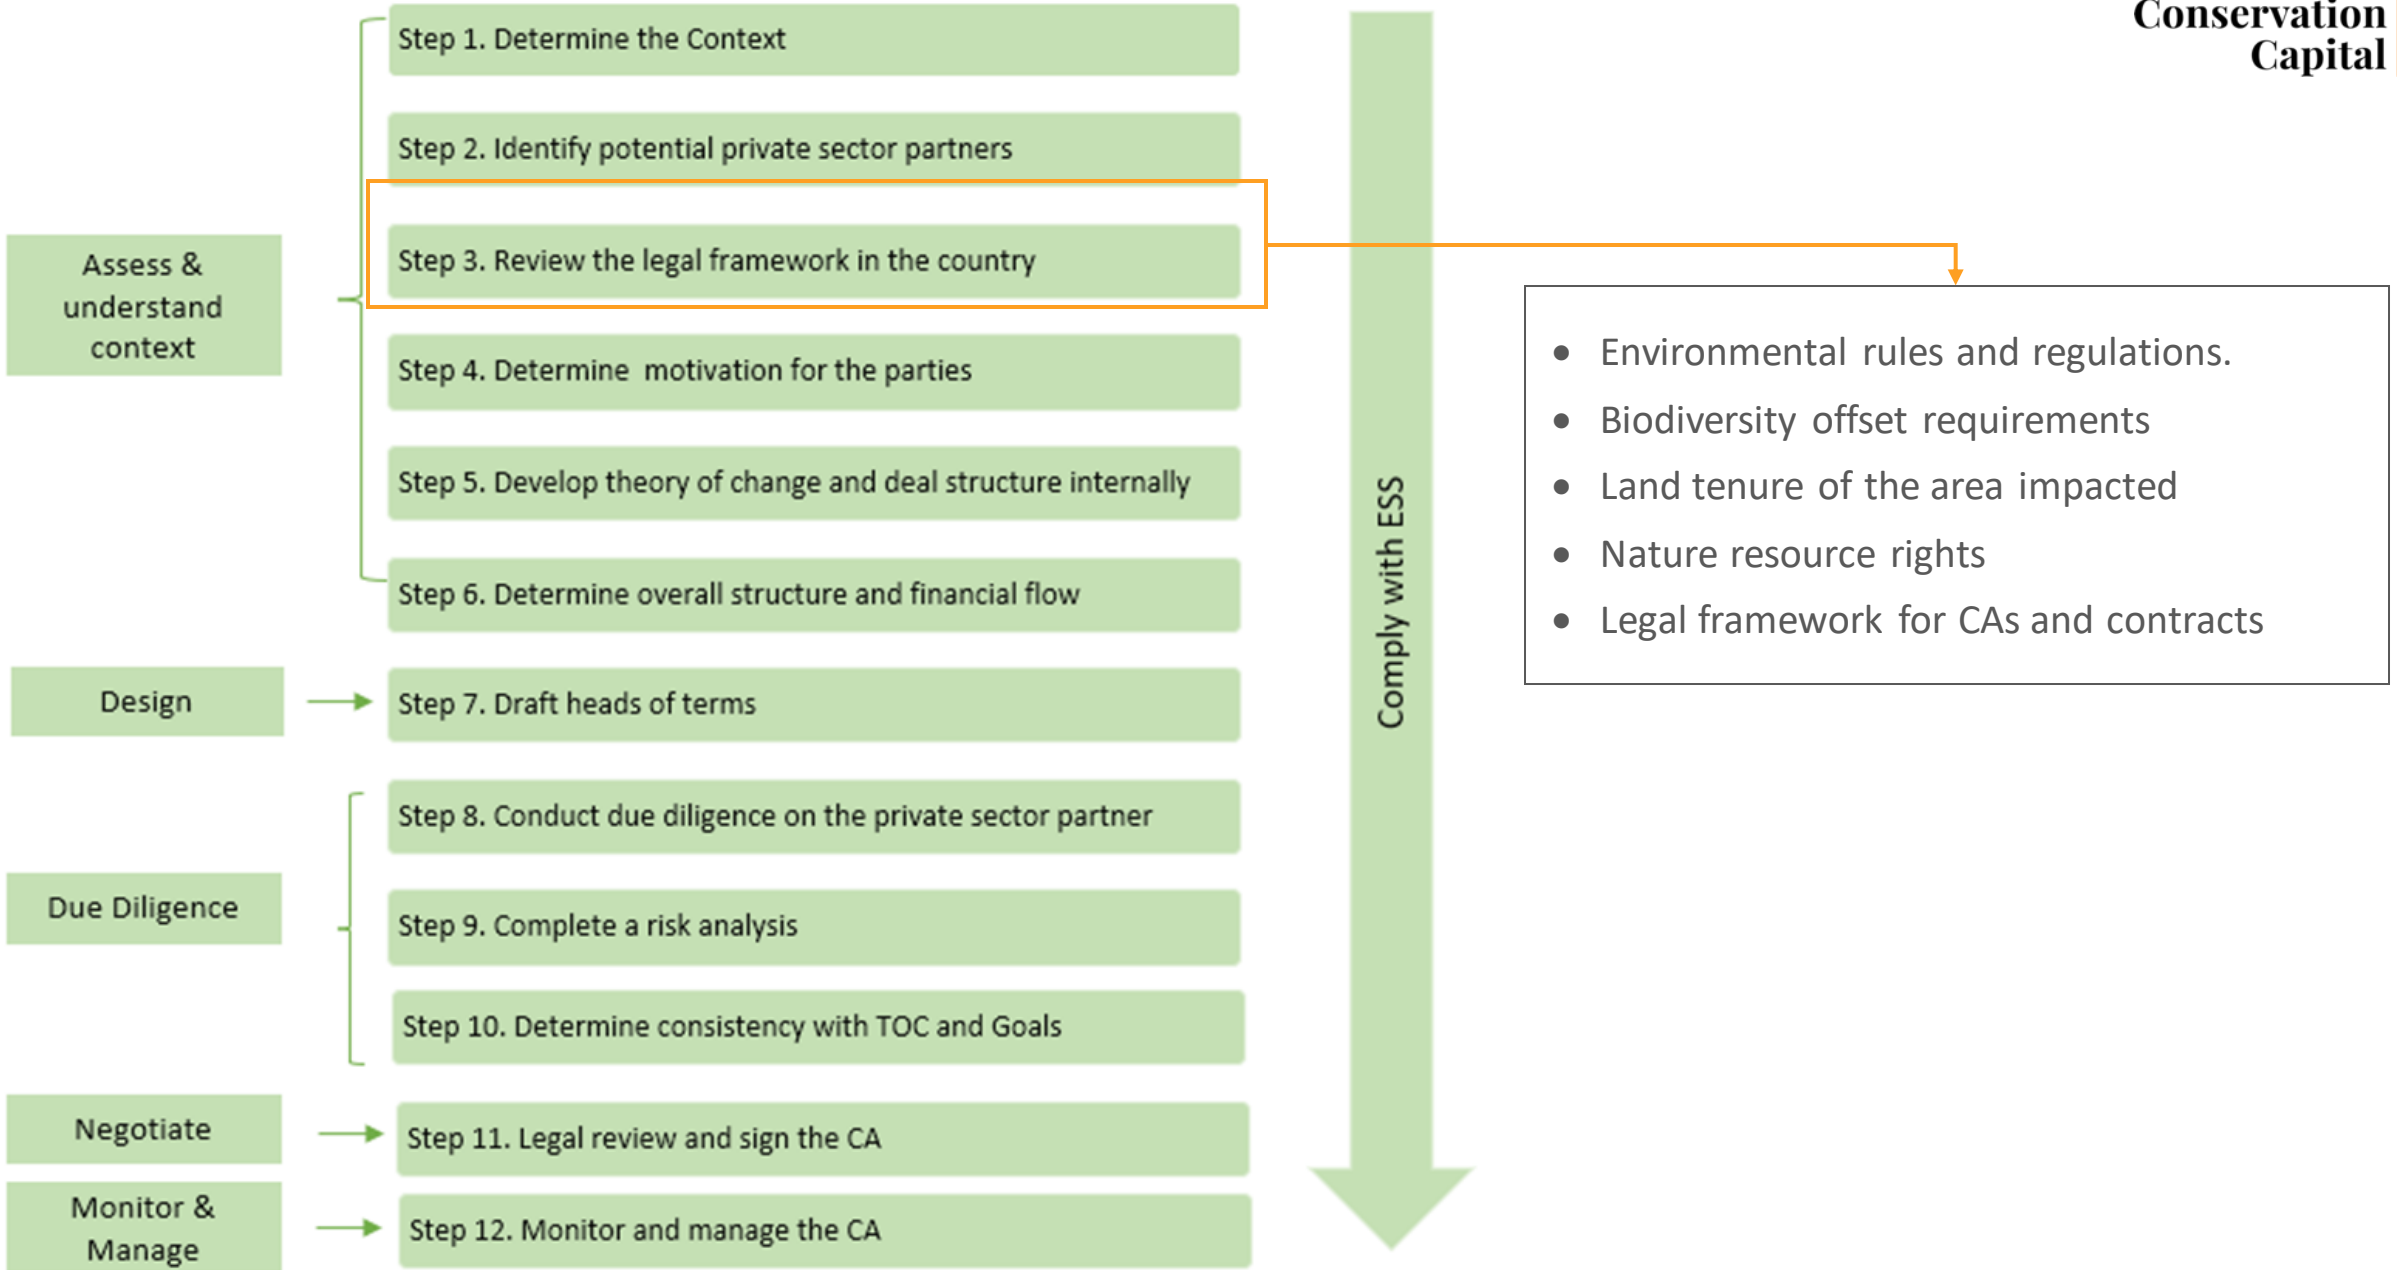 Conservation
Capital
Step 1. Determine the Context
Step 2. Identify potential private sector partners
Step 3. Review the legal framework in the country
Step 4. Determine motivation for the parties
Step 5. Develop theory of change and deal structure internally
Step 6. Determine overall structure and financial flow
Step 7. Draft heads of terms
Step 8. Conduct due diligence on the private sector partner
Step 9. Complete a risk analysis
Step 10. Determine consistency with TOC and Goals
Step 11. Legal review and sign the CA
Step 12. Monitor and manage the CA
Assess &
understand
context
Design
Due Diligence
Negotiate
Monitor &
Manage
Comply with ESS
• Environmental rules and regulations.
• Biodiversity offset requirements
• Land tenure of the area impacted
• Nature resource rights
• Legal framework for CAs and contracts